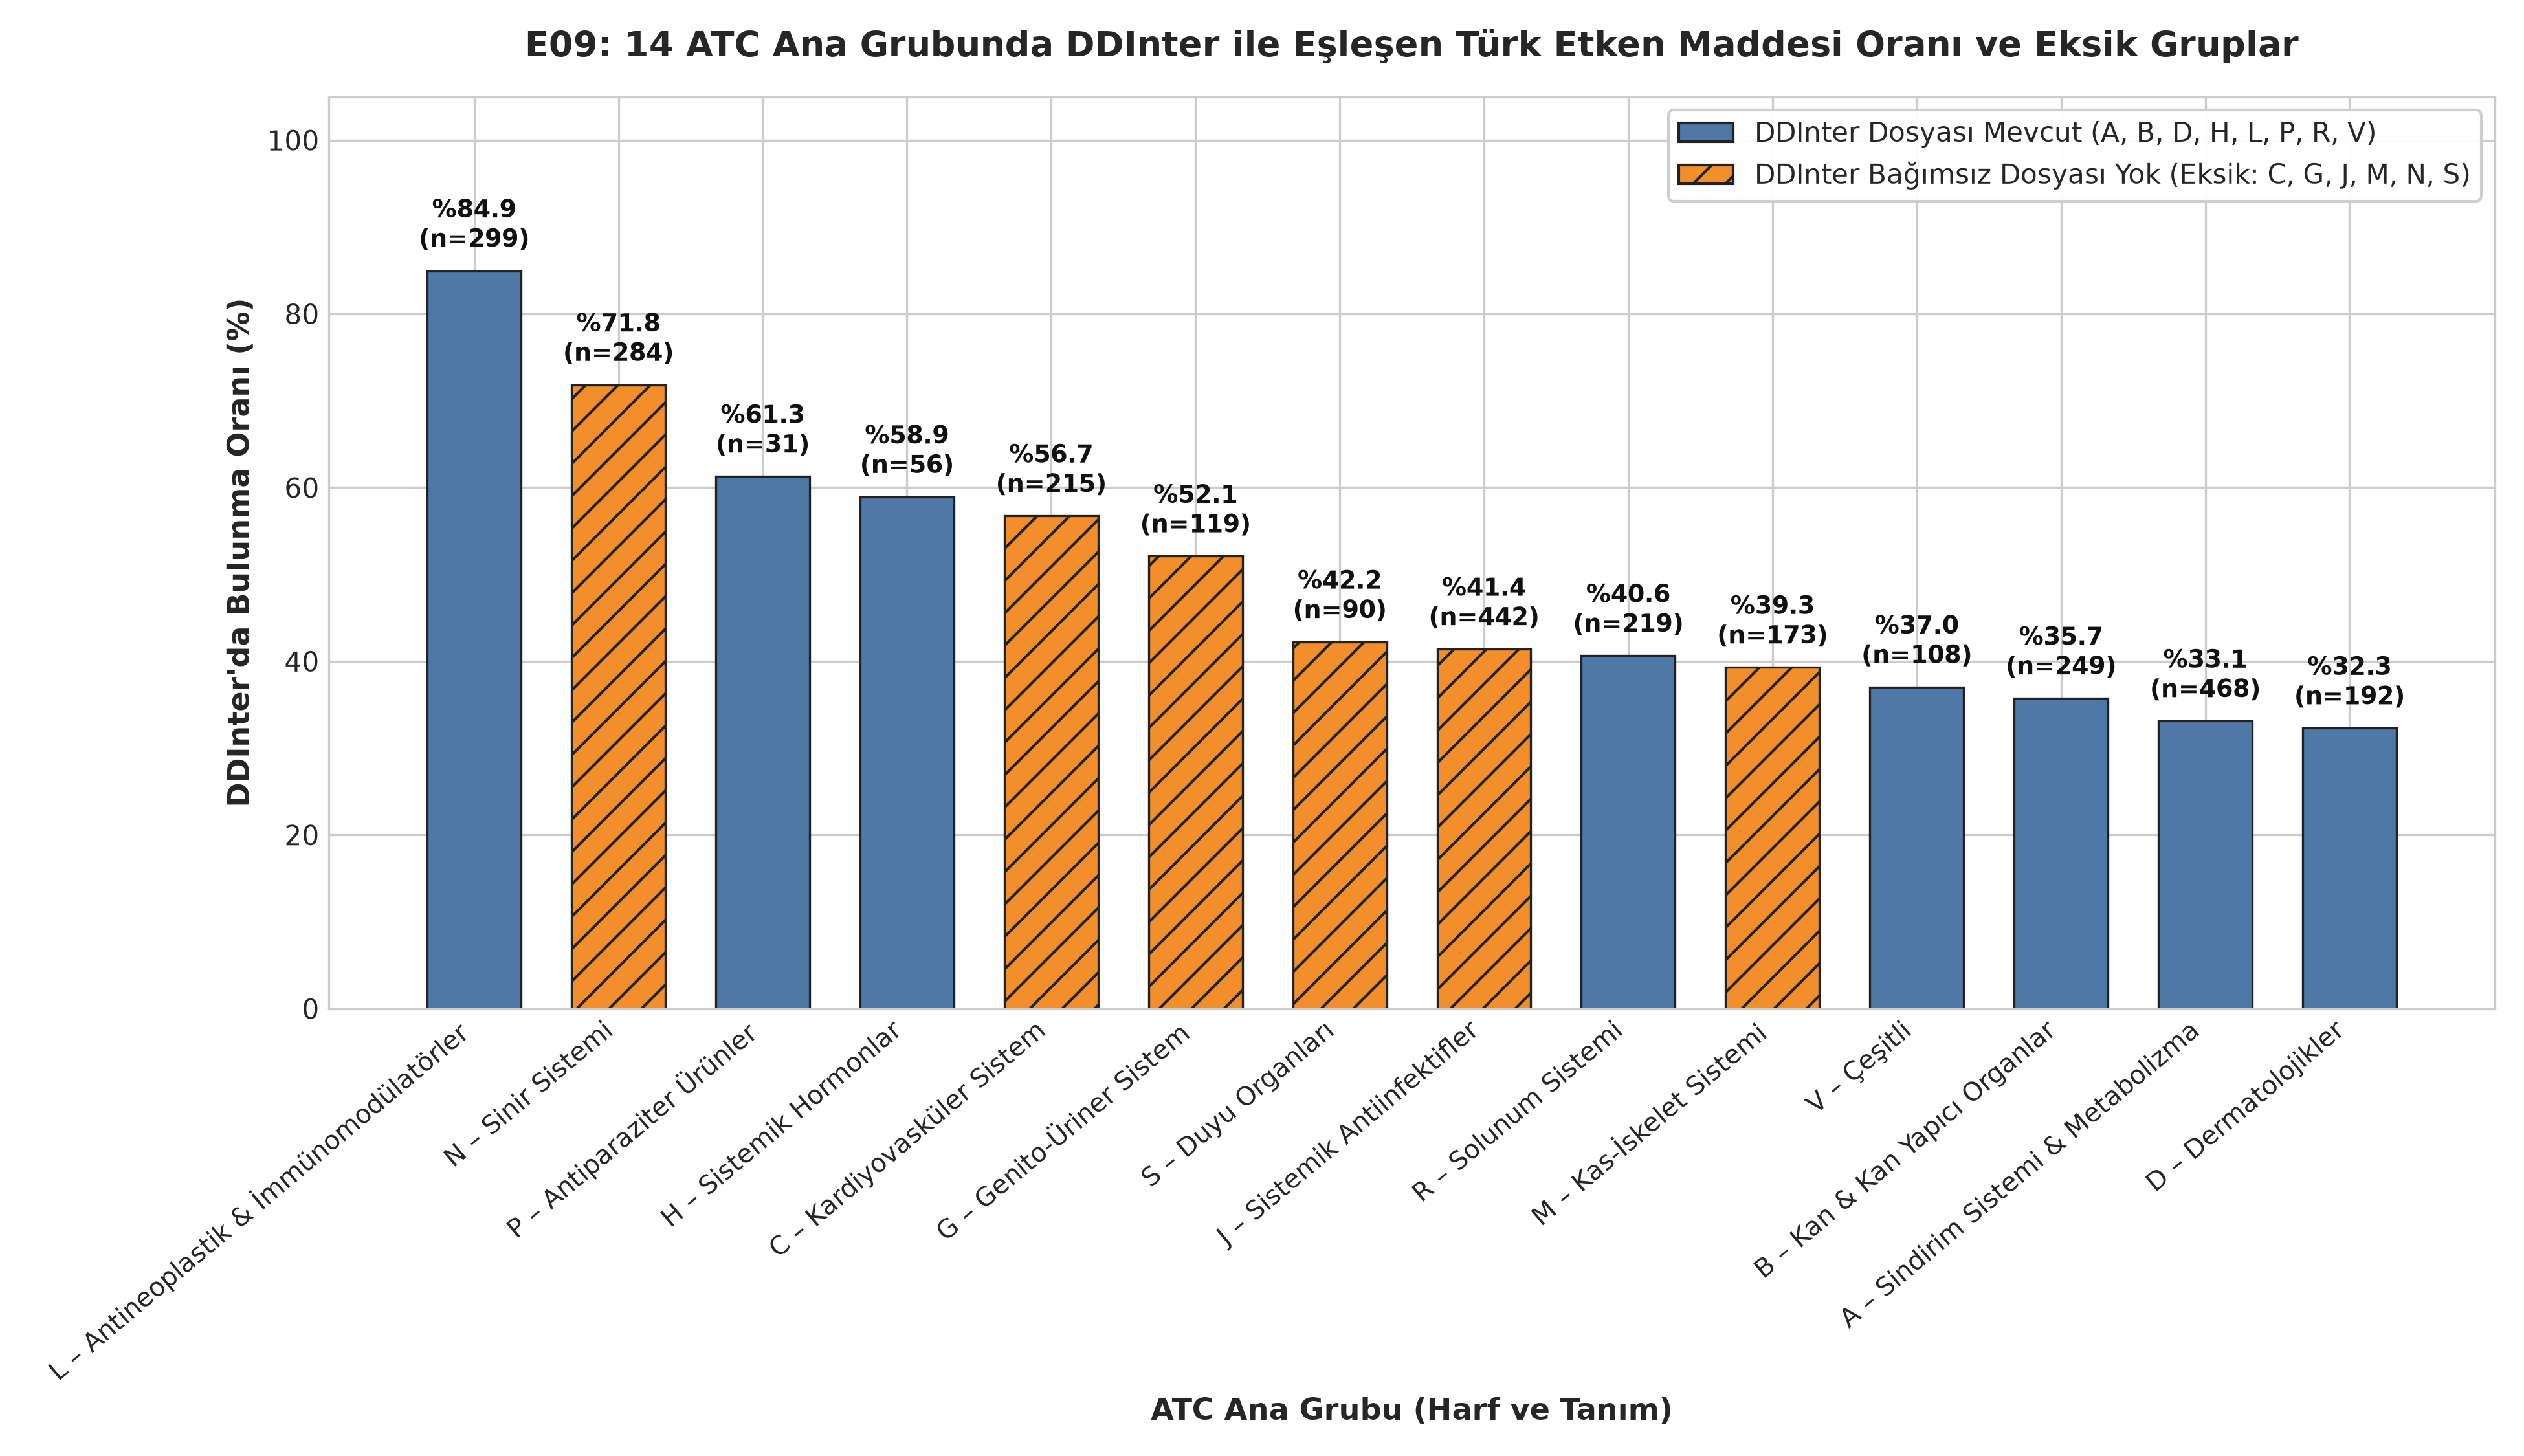 E09: 14 ATC Ana Grubunda DDInter ile Eşleşen Türk Etken Maddesi Oranı ve Eksik Gruplar
DDInter Dosyası Mevcut (A, B, D, H, L, P, R, V)
DDInter Bağımsız Dosyası Yok (Eksik: C, G, J, M, N, S)
DDInter'da Bulunma Oranı (%)
100
80
60
40
20
0
%84.9
(n=299)
%71.8
(n=284)
%61.3
(n=31)
%58.9
(n=56)
%56.7
(n=215)
%52.1
(n=119)
%42.2
(n=90)
%41.4
(n=442)
%40.6
(n=219)
%39.3
(n=173)
%37.0
(n=108)
%35.7
(n=249)
%33.1
(n=468)
%32.3
(n=192)
L – Antineoplastik & İmmünomodülatörler
N – Sinir Sistemi
P – Antiparaziter Ürünler
H – Sistemik Hormonlar
C – Kardiyovasküler Sistem
G – Genito-Üriner Sistem
S – Duyu Organları
J – Sistemik Antiinfektifler
R – Solunum Sistemi
M – Kas-İskelet Sistemi
V – Çeşitli
B – Kan & Kan Yapıcı Organlar
A – Sindirim Sistemi & Metabolizma
D – Dermatolojikler
ATC Ana Grubu (Harf ve Tanım)